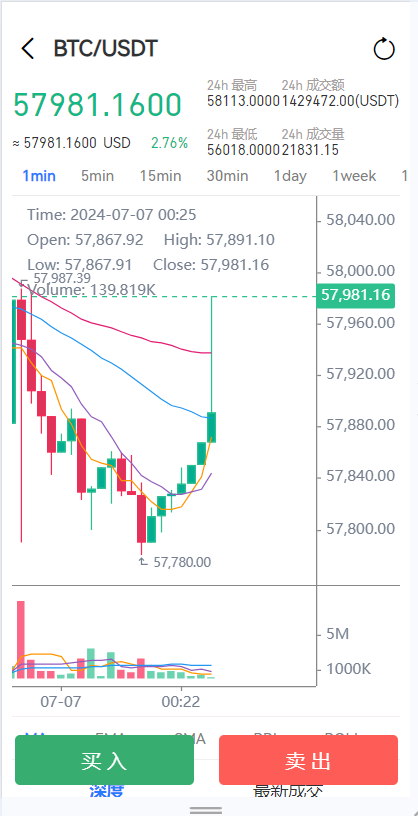 BTC/USDT
57981.1600
24h 最高 24h 成交额
58113.0000 1429472.00(USDT)
≈ 57981.1600 USD 2.76%
24h 最低 24h 成交量
56018.0000 21831.15
1min 5min 15min 30min 1day 1week 1
Time: 2024-07-07 00:25
Open: 57,867.92 High: 57,891.10
Low: 57,867.91 Close: 57,981.16
57,987.39
Volume: 139.819K
58,040.00
58,000.00
57,981.16
57,960.00
57,920.00
57,880.00
57,840.00
57,800.00
57,780.00
5M
1000K
07-07 00:22
买入 卖出
深度 最新成交